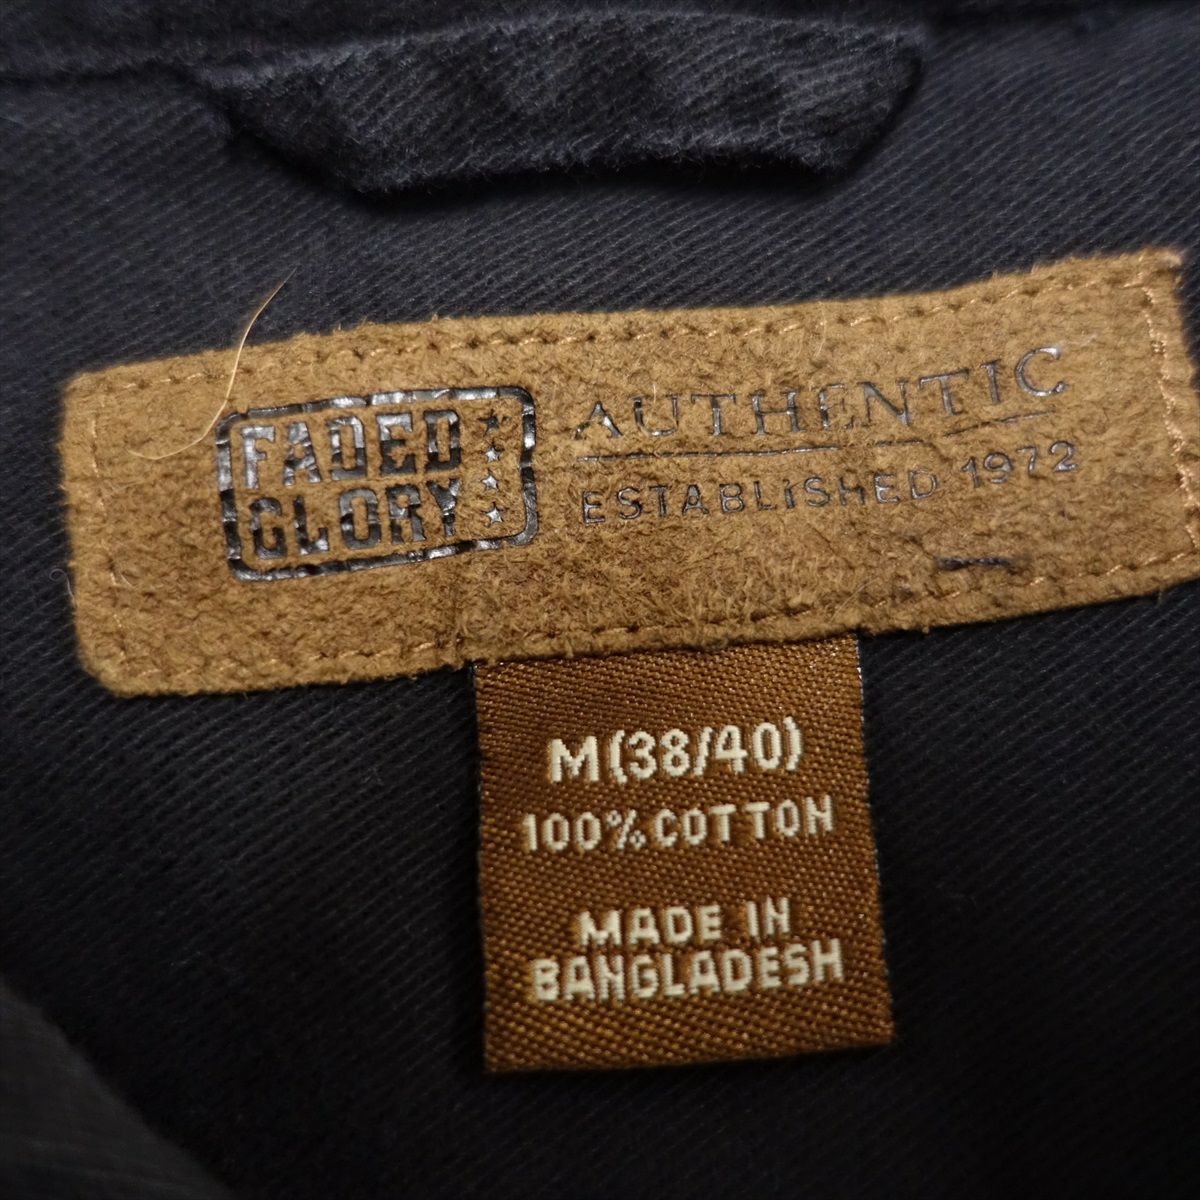 FADED
GLORY
AUTHENTIC
ESTABLISHED 1972
M(38/40)
100% COTTON
MADE IN
BANGLADESH